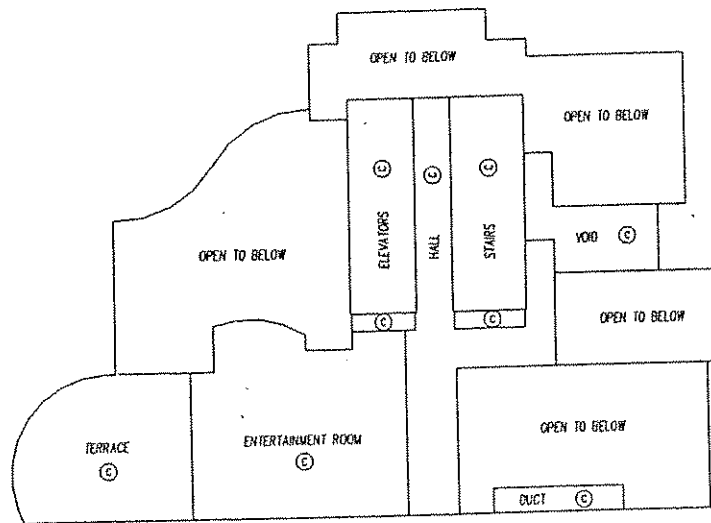 OPEN TO BELOW
OPEN TO BELOW
C
C
C
ELEVATORS
HALL
STAIRS
VOID C
OPEN TO BELOW
C
C
OPEN TO BELOW
OPEN TO BELOW
TERRACE
C
ENTERTAINMENT ROOM
C
DUCT C